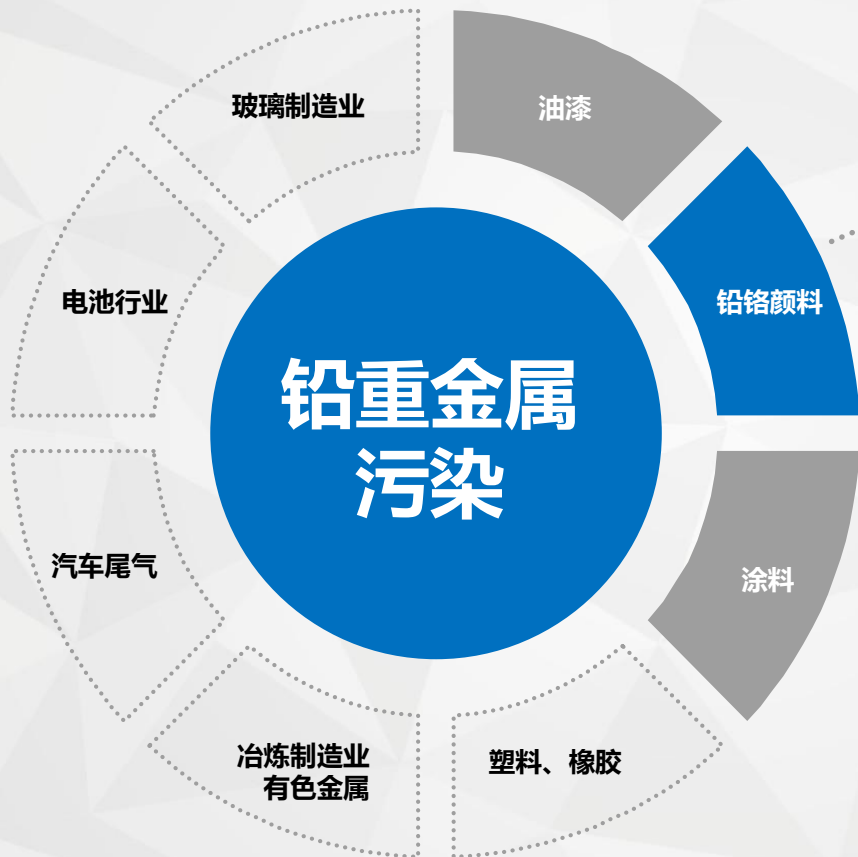 玻璃制造业
油漆
电池行业
铅铬颜料
铅重金属
污染
汽车尾气
涂料
冶炼制造业
有色金属
塑料、橡胶